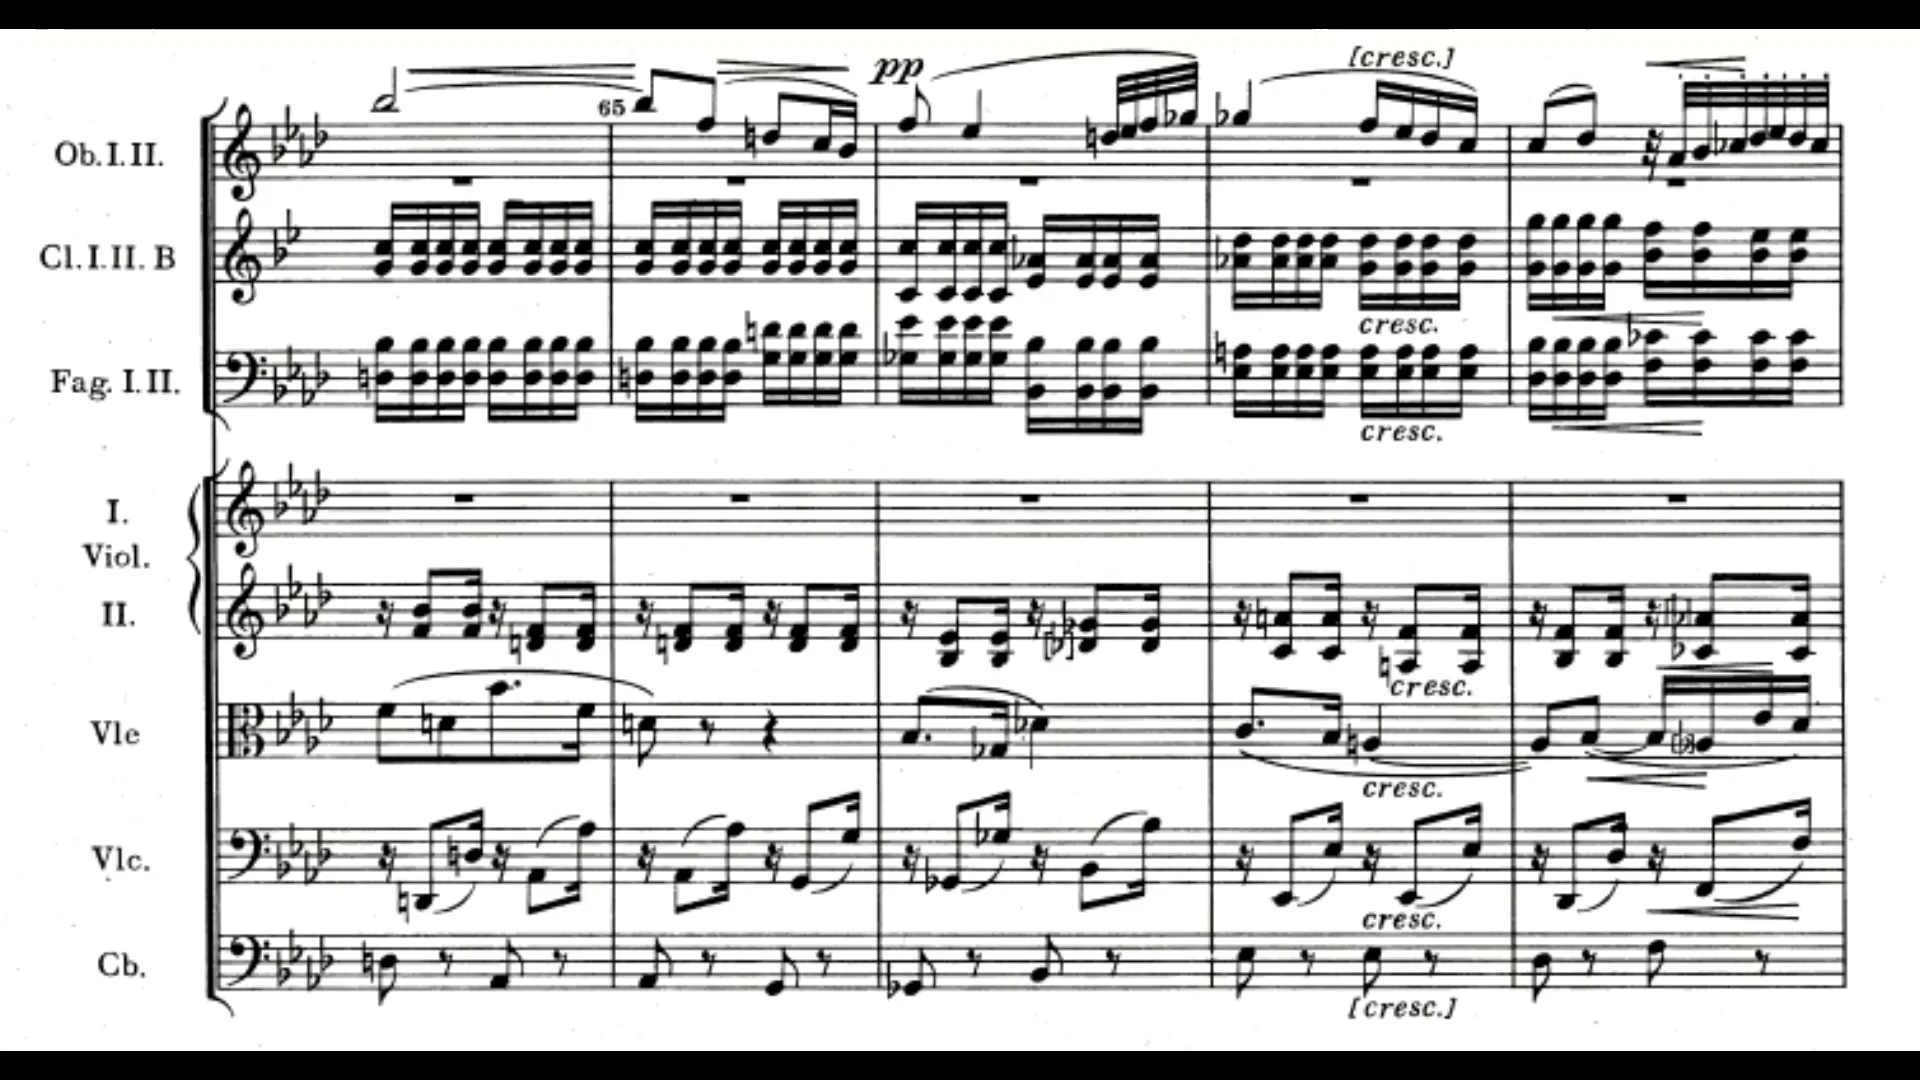 pp
[cresc.]
65
Ob. I. II.
Cl. I. II. B
cresc.
Fag. I. II.
cresc.
I.
Viol.
II.
cresc.
Vle
cresc.
Vlc.
cresc.
Cb.
[cresc.]